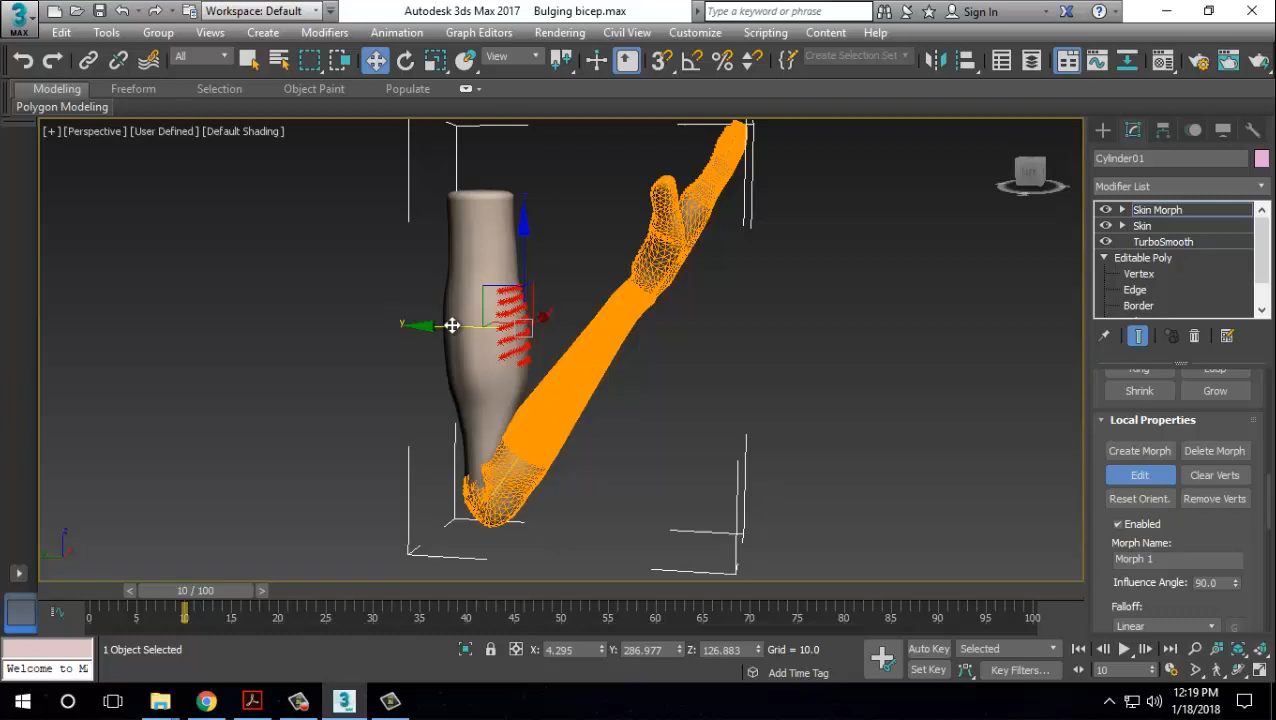 3 MAX
Workspace: Default
Autodesk 3ds Max 2017 Bulging bicep.max
Type a keyword or phrase
Sign In
Edit Tools Group Views Create Modifiers Animation Graph Editors Rendering Civil View Customize Scripting Content Help
All View Create Selection Set
Modeling Freeform Selection Object Paint Populate
Polygon Modeling
[+] [Perspective] [User Defined] [Default Shading]
Cylinder01
Modifier List
Skin Morph
Skin
TurboSmooth
Editable Poly
Vertex
Edge
Border
Shrink Grow
Local Properties
Create Morph Delete Morph
Edit Clear Verts
Reset Orient. Remove Verts
Enabled
Morph Name:
Morph 1
Influence Angle: 90.0
Falloff:
Linear G
y
z
10 / 100
0 5 10 15 20 25 30 35 40 45 50 55 60 65 70 75 80 85 90 95 100
1 Object Selected X: 4.295 Y: 286.977 Z: 126.883 Grid = 10.0 Auto Key Selected
Welcome to M Add Time Tag Set Key Key Filters... 10
12:19 PM
1/18/2018